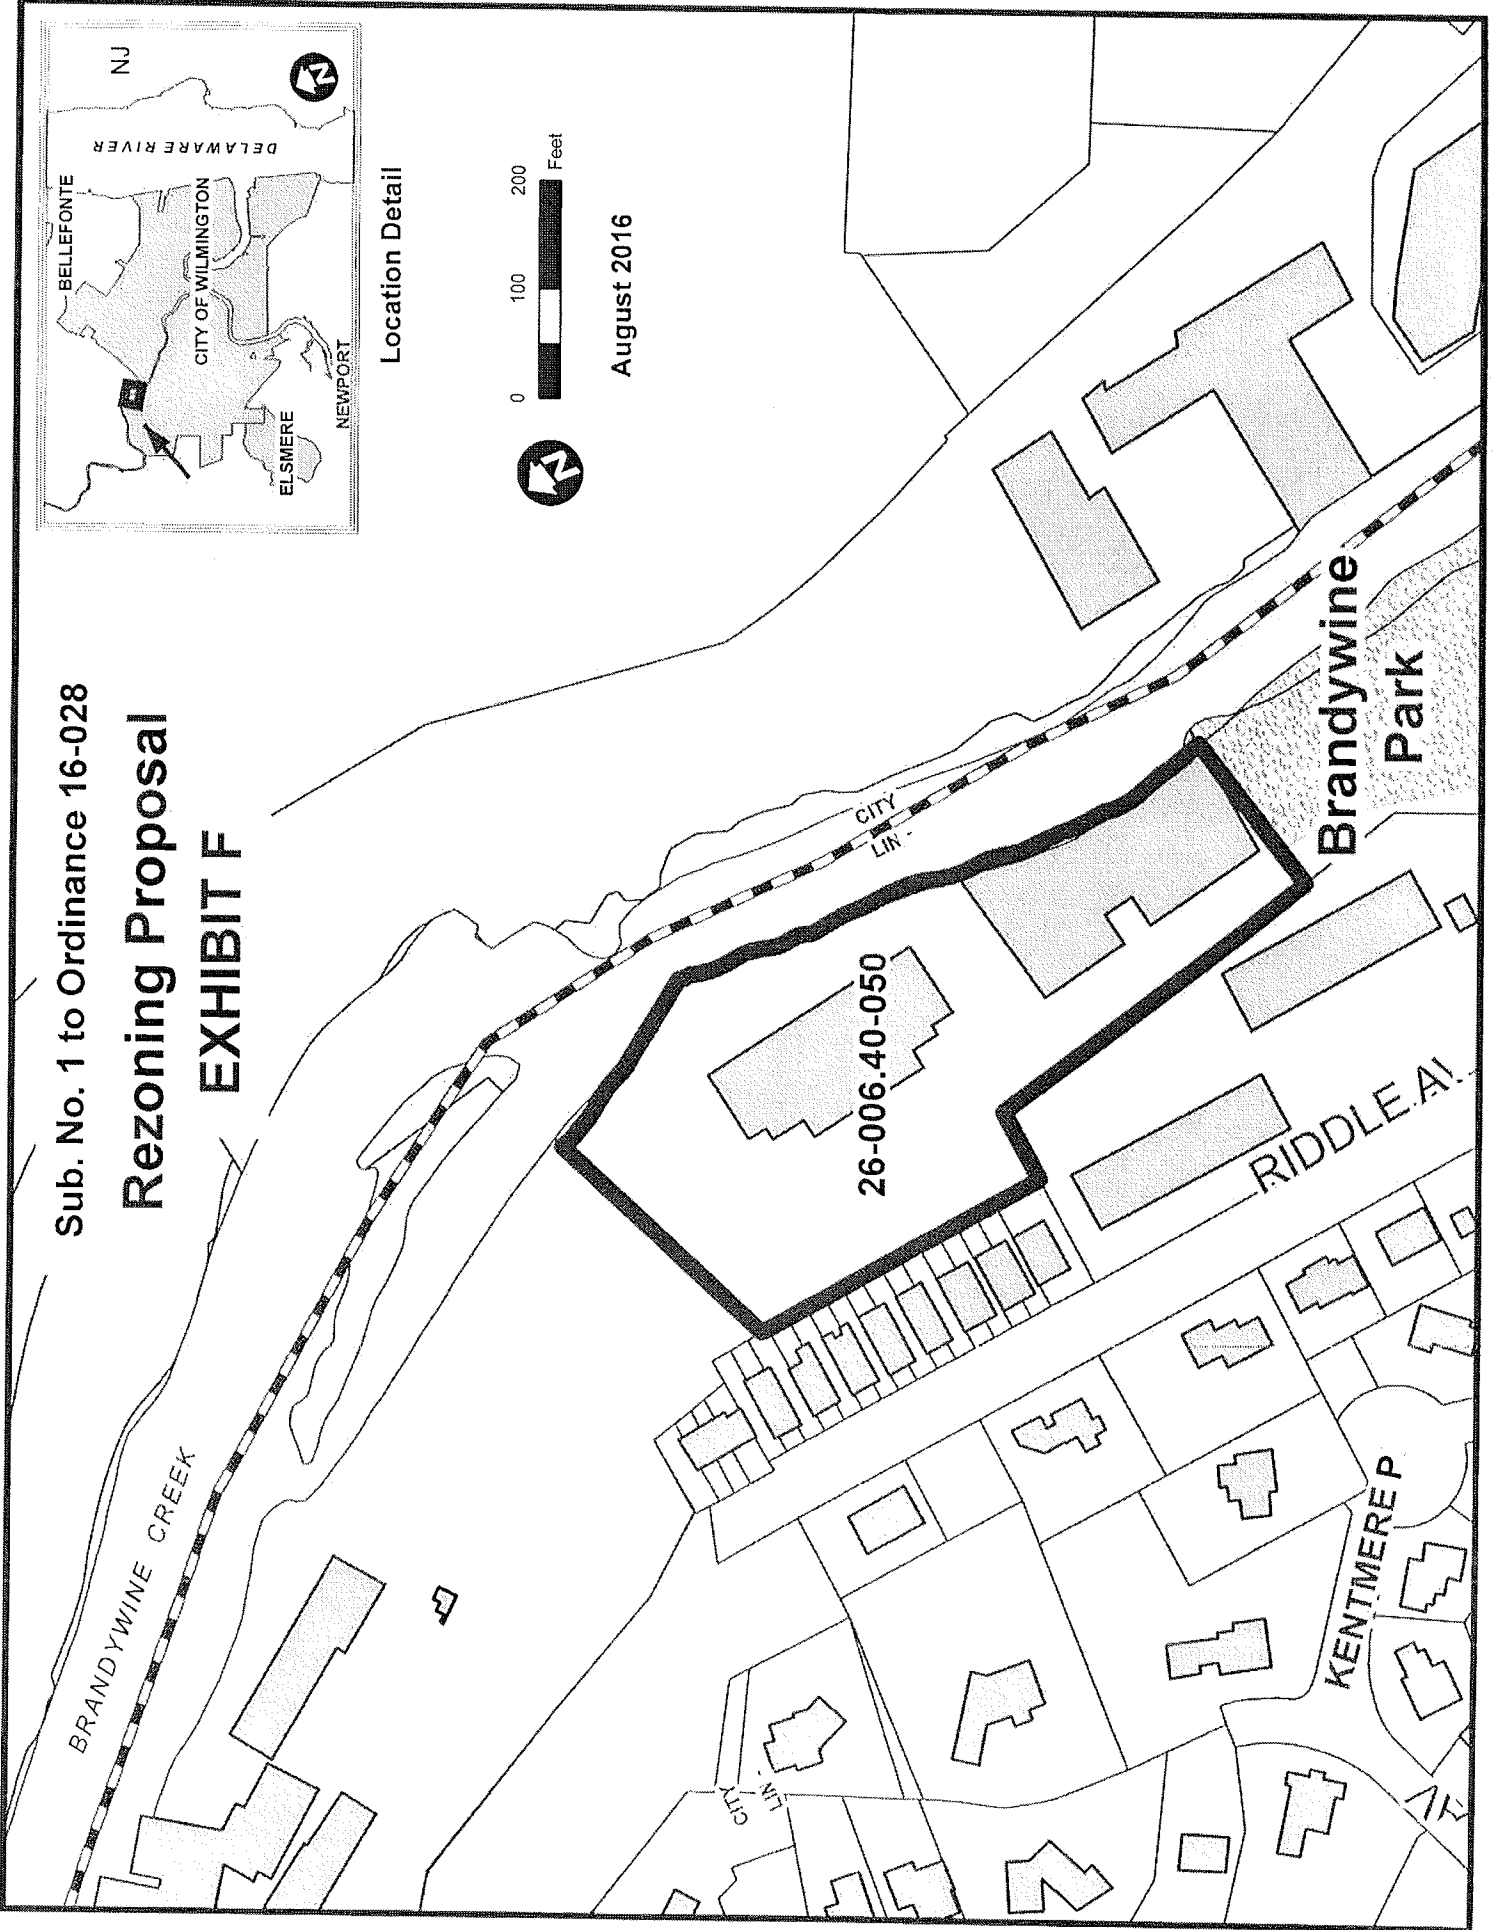 Sub. No. 1 to Ordinance 16-028
Rezoning Proposal
EXHIBIT F
NJ
BELLEFONTE
DELAWARE RIVER
CITY OF WILMINGTON
ELSMERE
NEWPORT
N
Location Detail
0 100 200
Feet
N
August 2016
BRANDYWINE CREEK
CITY
LIN
26-006.40-050
Brandywine
Park
RIDDLE AV
KENTMERE P
CITY
LIN